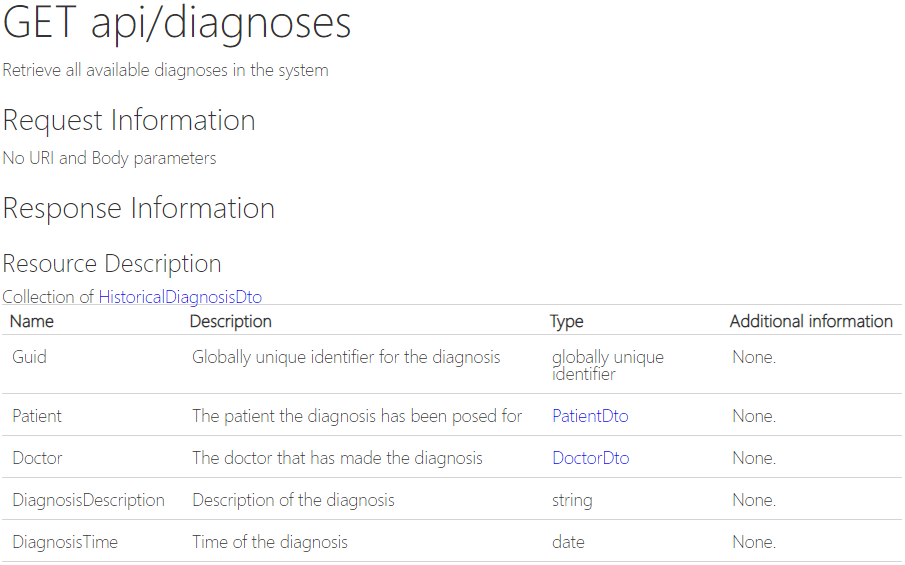 GET api/diagnoses
Retrieve all available diagnoses in the system
Request Information
No URI and Body parameters
Response Information
Resource Description
Collection of HistoricalDiagnosisDto
Name Description Type Additional information
Guid Globally unique identifier for the diagnosis globally unique identifier None.
Patient The patient the diagnosis has been posed for PatientDto None.
Doctor The doctor that has made the diagnosis DoctorDto None.
DiagnosisDescription Description of the diagnosis string None.
DiagnosisTime Time of the diagnosis date None.